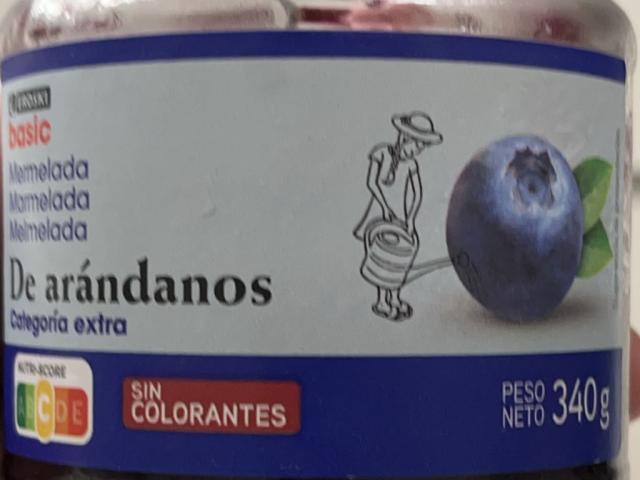 EROSKI
basic
Mermelada
Marmelada
Melmelada
De arándanos
Categoría extra
NUTRI-SCORE
A B C D E
SIN
COLORANTES
PESO
NETO 340g